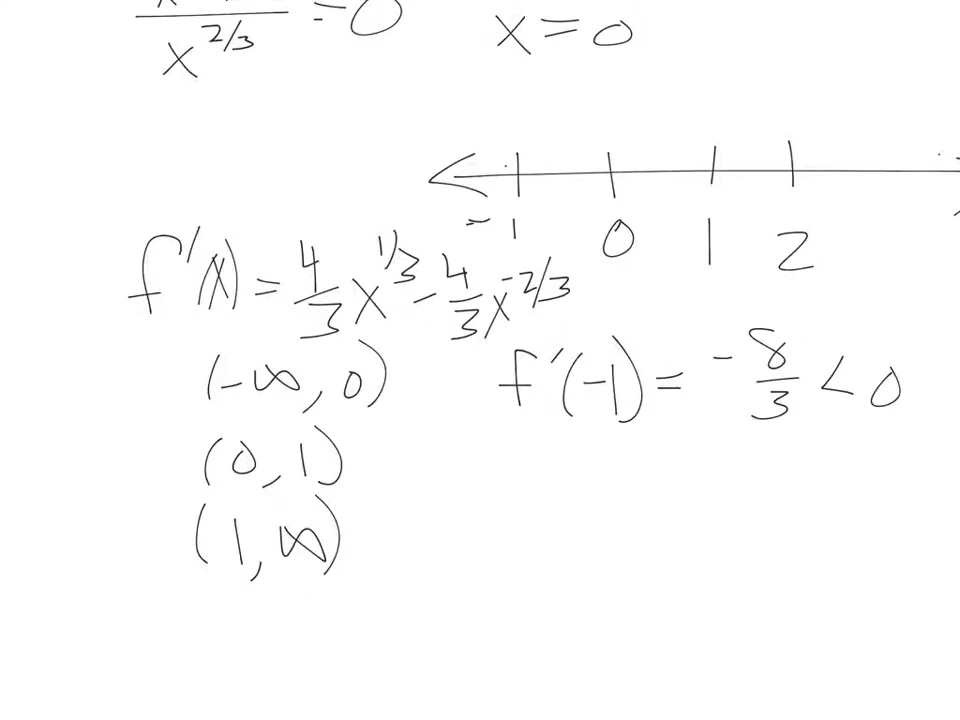 x^{2/3} = 0 x = 0
-1 0 1 2
f'(x) = 4/3 x^{1/3} - 4/3 x^{-2/3}
(-∞, 0) f'(-1) = -8/3 < 0
(0, 1)
(1, ∞)